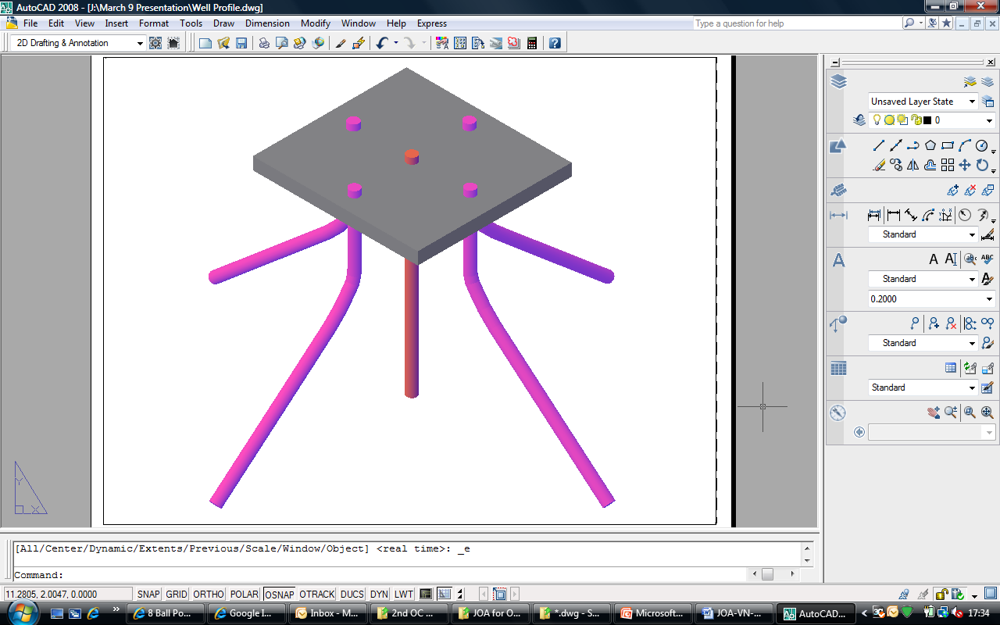 AutoCAD 2008 - [J:\March 9 Presentation\Well Profile.dwg]
File Edit View Insert Format Tools Draw Dimension Modify Window Help Express
Type a question for help
2D Drafting & Annotation
Unsaved Layer State
0
Standard
A A ABC
Standard
0.2000
Standard
Standard
Y
X
[All/Center/Dynamic/Extents/Previous/Scale/Window/Object] <real time>: _e
Command:
11.2805, 2.0047, 0.0000 SNAP GRID ORTHO POLAR OSNAP OTRACK DUCS DYN LWT
8 Ball Po... Google I... Inbox - M... 2nd OC ... JOA for O... *.dwg - S... Microsoft... JOA-VN-... AutoCAD... 17:34